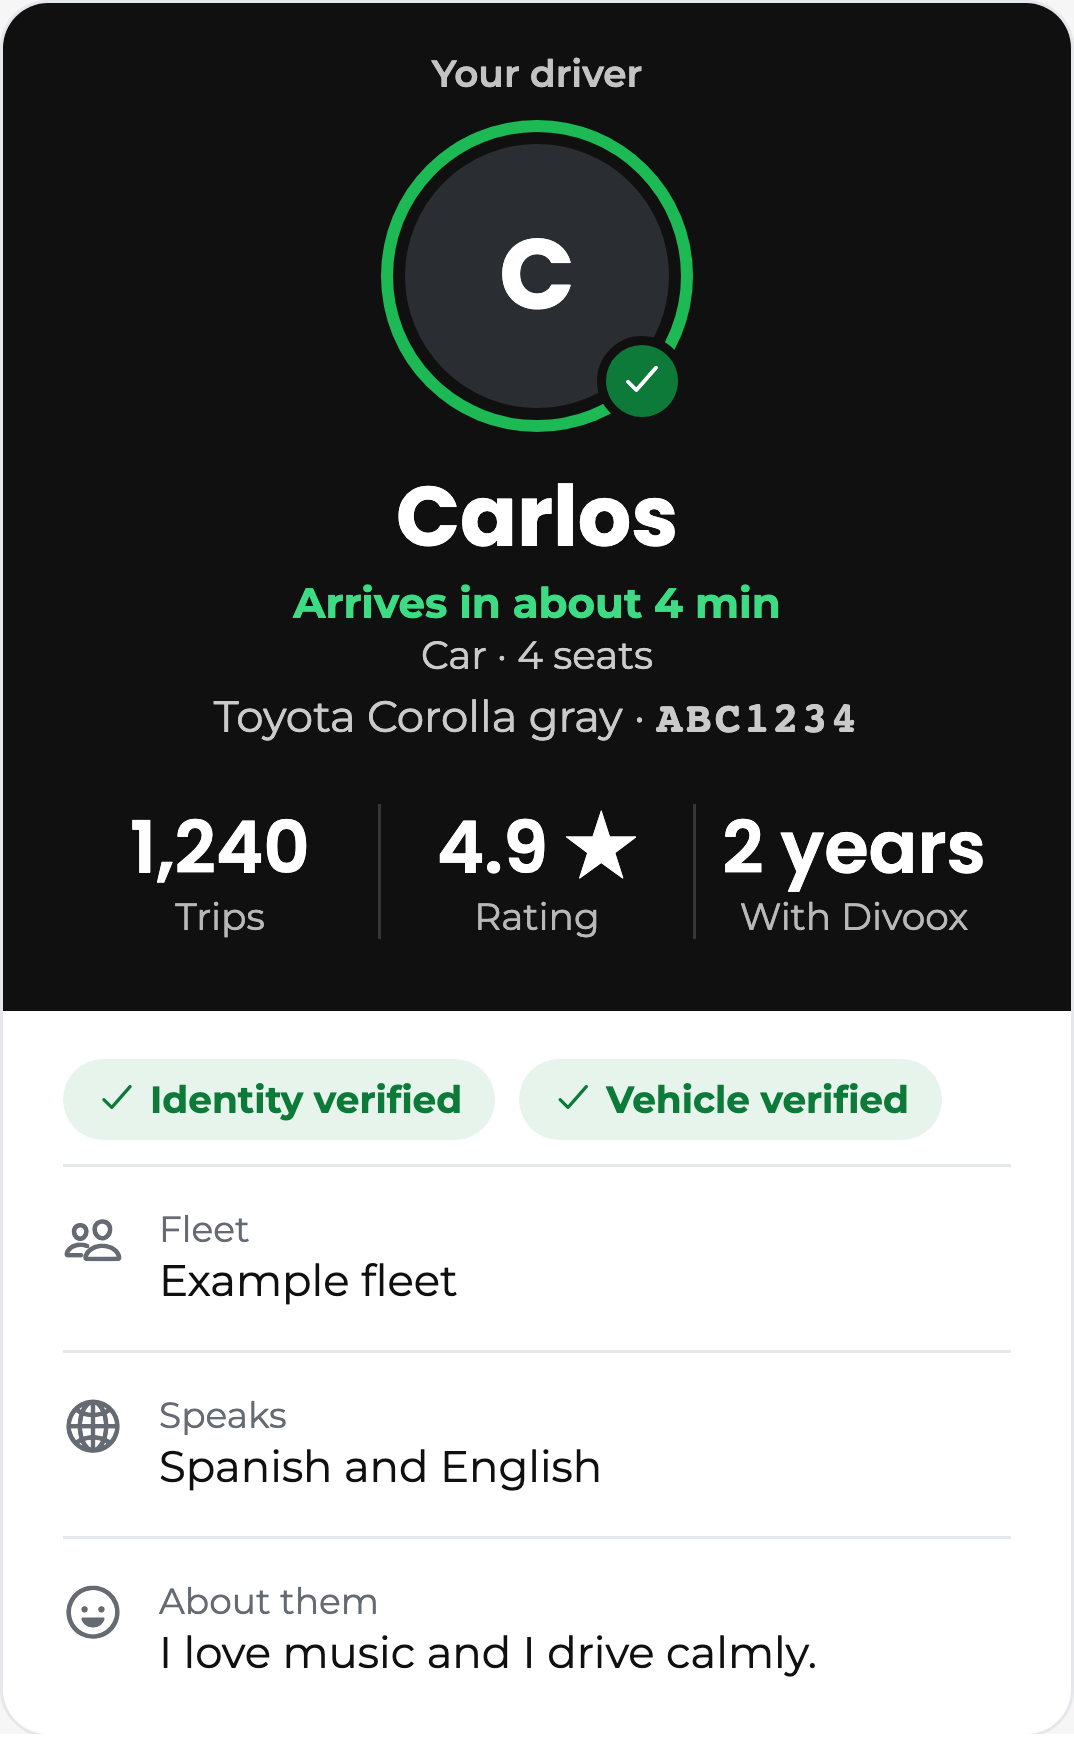 Your driver
C
Carlos
Arrives in about 4 min
Car · 4 seats
Toyota Corolla gray · ABC1234
1,240 4.9 ★ 2 years
Trips Rating With Divoox
✓ Identity verified ✓ Vehicle verified
Fleet
Example fleet
Speaks
Spanish and English
About them
I love music and I drive calmly.